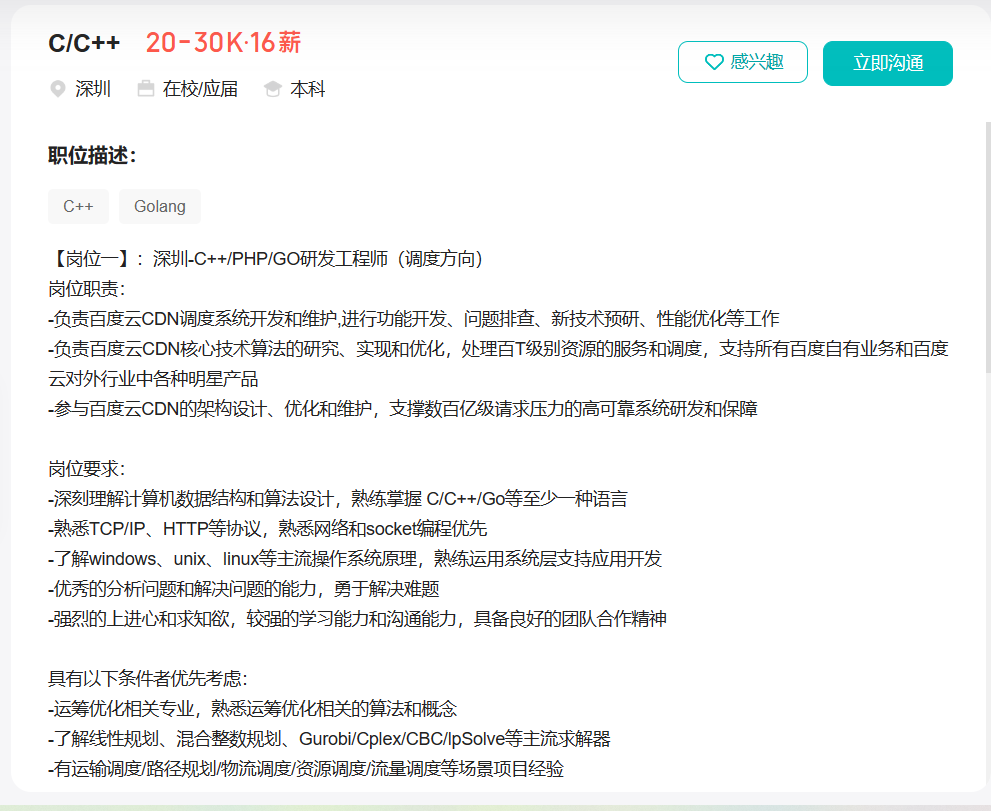 C/C++ 20-30K·16薪
感兴趣
立即沟通
深圳 在校/应届 本科
职位描述：
C++ Golang
【岗位一】：深圳-C++/PHP/GO研发工程师（调度方向）
岗位职责：
-负责百度云CDN调度系统开发和维护,进行功能开发、问题排查、新技术预研、性能优化等工作
-负责百度云CDN核心技术算法的研究、实现和优化，处理百T级别资源的服务和调度，支持所有百度自有业务和百度
云对外行业中各种明星产品
-参与百度云CDN的架构设计、优化和维护，支撑数百亿级请求压力的高可靠系统研发和保障
岗位要求：
-深刻理解计算机数据结构和算法设计，熟练掌握 C/C++/Go等至少一种语言
-熟悉TCP/IP、HTTP等协议，熟悉网络和socket编程优先
-了解windows、unix、linux等主流操作系统原理，熟练运用系统层支持应用开发
-优秀的分析问题和解决问题的能力，勇于解决难题
-强烈的上进心和求知欲，较强的学习能力和沟通能力，具备良好的团队合作精神
具有以下条件者优先考虑：
-运筹优化相关专业，熟悉运筹优化相关的算法和概念
-了解线性规划、混合整数规划、Gurobi/Cplex/CBC/lpSolve等主流求解器
-有运输调度/路径规划/物流调度/资源调度/流量调度等场景项目经验